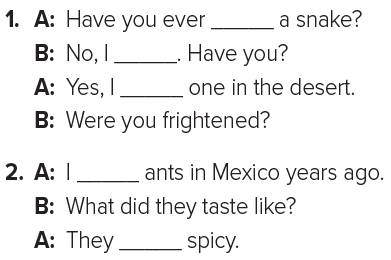 1. A: Have you ever ______ a snake?
B: No, I ______. Have you?
A: Yes, I ______ one in the desert.
B: Were you frightened?
2. A: I ______ ants in Mexico years ago.
B: What did they taste like?
A: They ______ spicy.